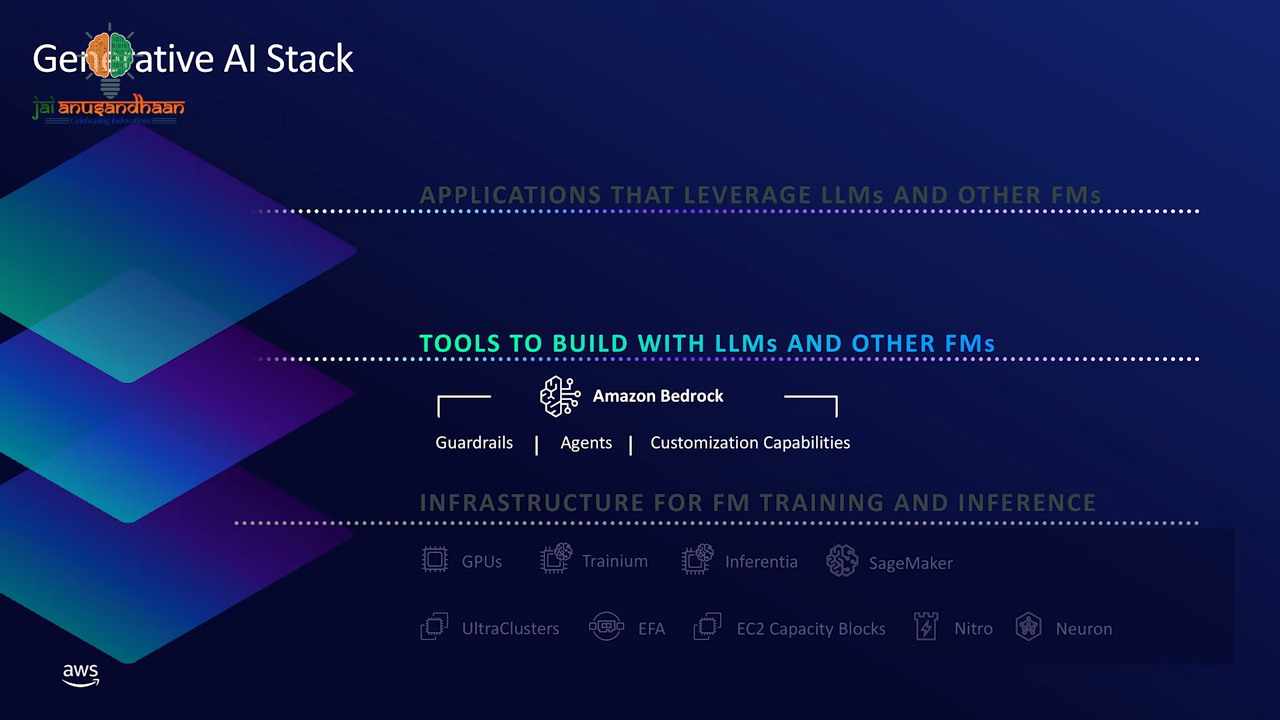 Generative AI Stack
jai anusandhaan
Celebrating Innovations
APPLICATIONS THAT LEVERAGE LLMs AND OTHER FMs
TOOLS TO BUILD WITH LLMs AND OTHER FMs
Amazon Bedrock
Guardrails | Agents | Customization Capabilities
INFRASTRUCTURE FOR FM TRAINING AND INFERENCE
GPUs Trainium Inferentia SageMaker
UltraClusters EFA EC2 Capacity Blocks Nitro Neuron
aws